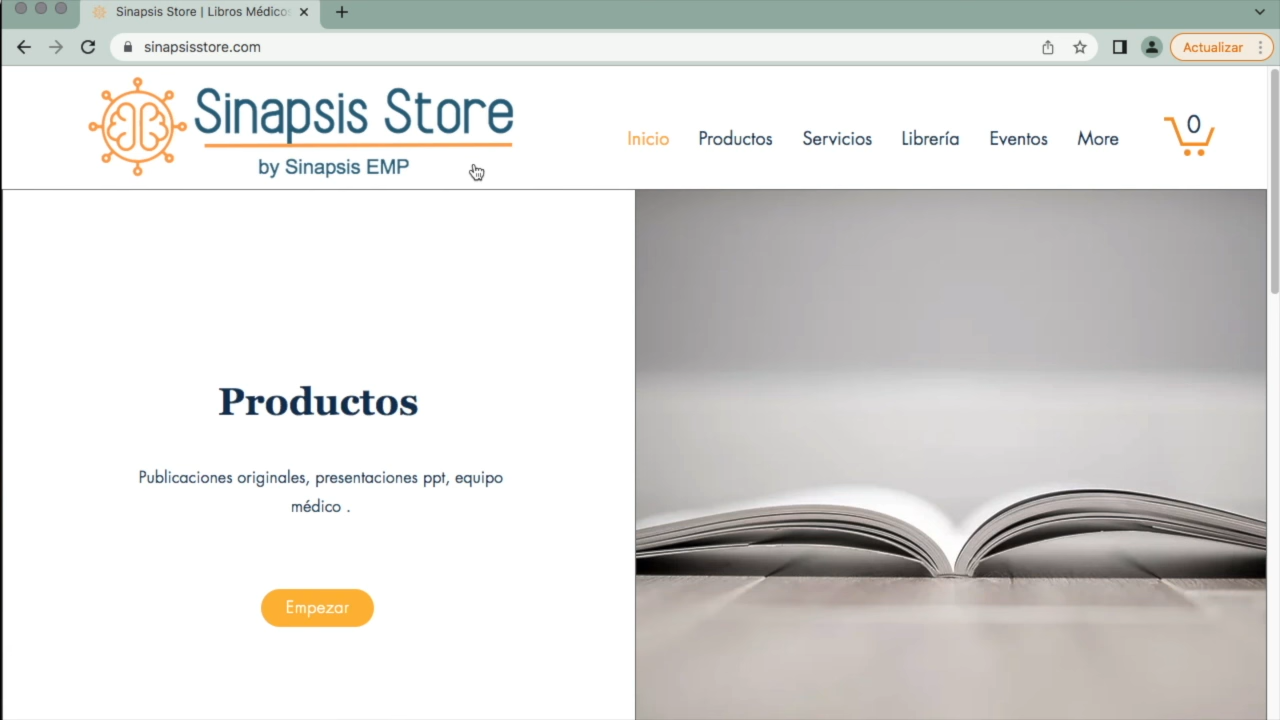 Sinapsis Store | Libros Médicos
sinapsisstore.com
Actualizar
Sinapsis Store
by Sinapsis EMP
Inicio Productos Servicios Librería Eventos More
0
Productos
Publicaciones originales, presentaciones ppt, equipo
médico .
Empezar